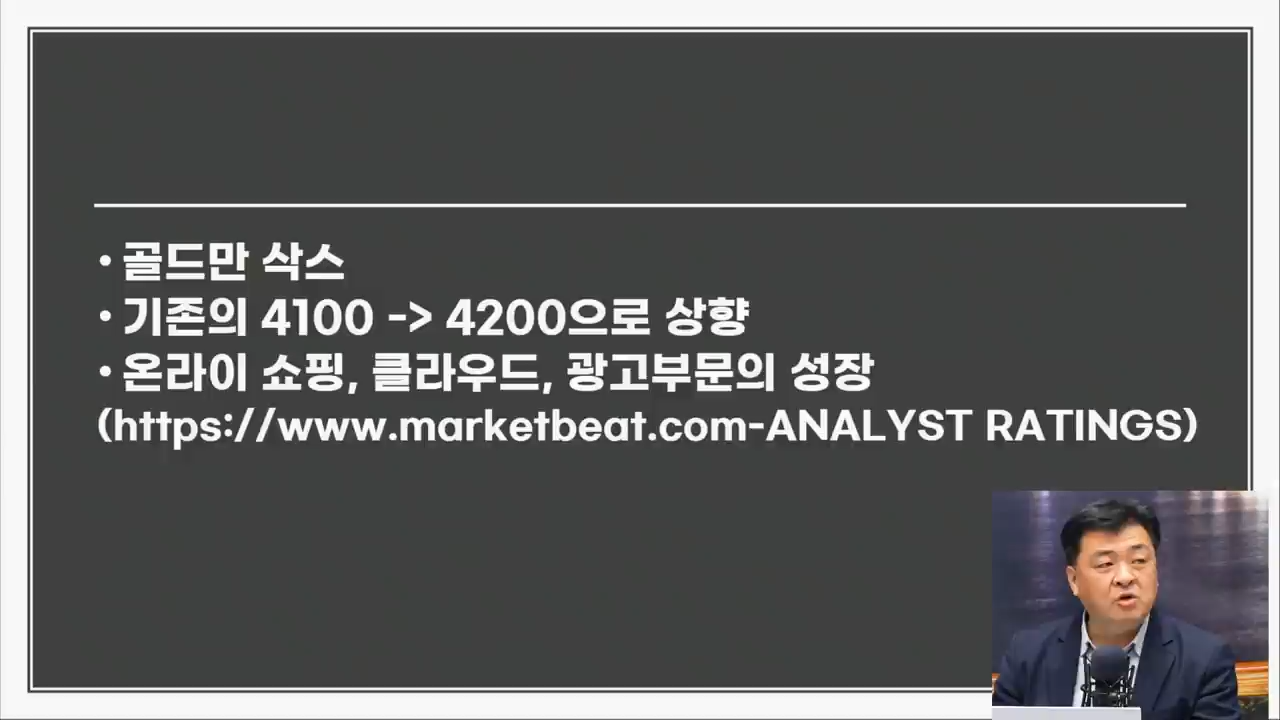 • 골드만 삭스
• 기존의 4100 -> 4200으로 상향
• 온라이 쇼핑, 클라우드, 광고부문의 성장
(https://www.marketbeat.com-ANALYST RATINGS)